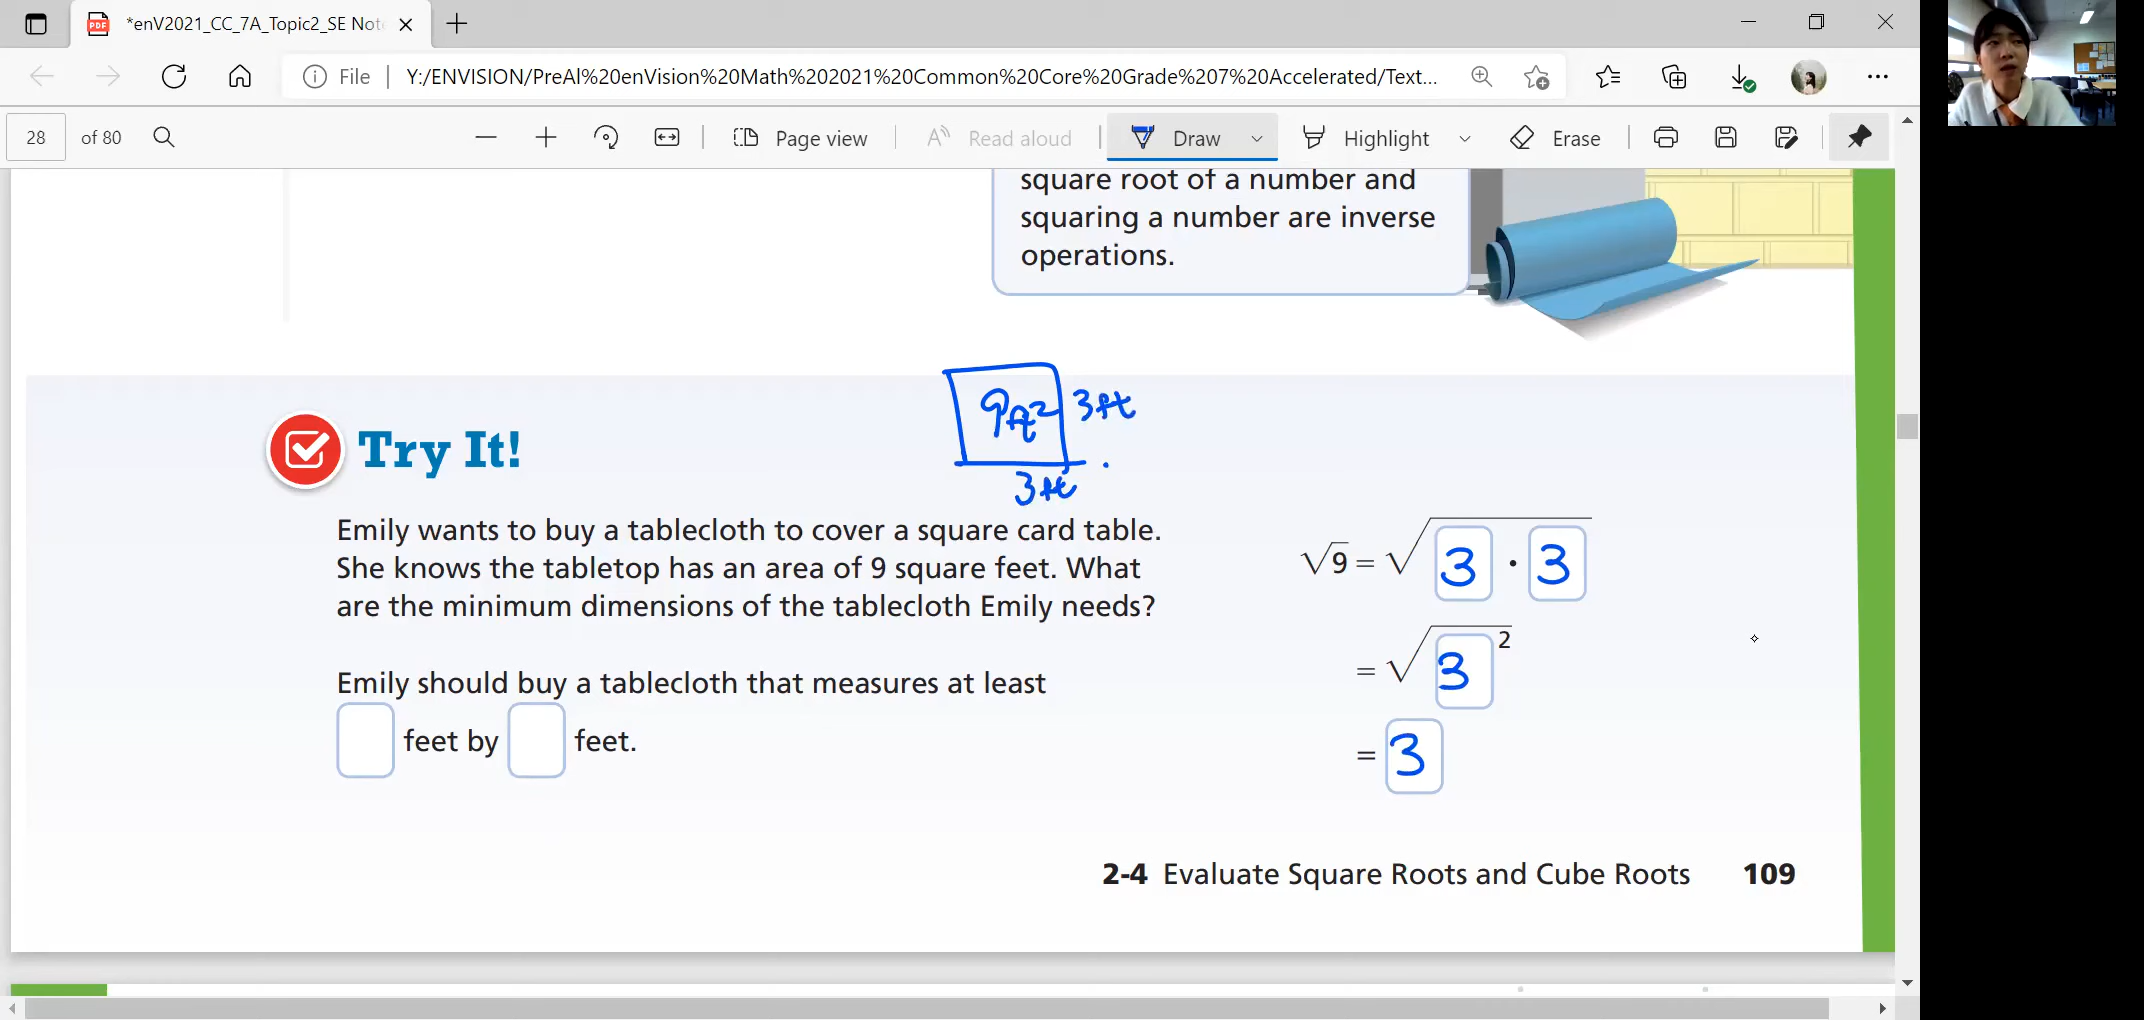 *enV2021_CC_7A_Topic2_SE Not
File
Y:/ENVISION/PreAl%20enVision%20Math%202021%20Common%20Core%20Grade%207%20Accelerated/Text...
28 of 80
Page view
Read aloud
Draw
Highlight
Erase
square root of a number and
squaring a number are inverse
operations.
9ft² 3ft
3ft
Try It!
Emily wants to buy a tablecloth to cover a square card table.
She knows the tabletop has an area of 9 square feet. What
are the minimum dimensions of the tablecloth Emily needs?
Emily should buy a tablecloth that measures at least
feet by feet.
√9 = √3 · 3
= √3²
= 3
2-4 Evaluate Square Roots and Cube Roots 109